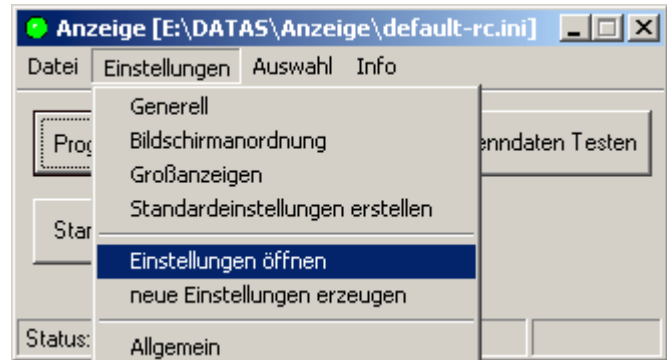 Anzeige [E:\DATAS\Anzeige\default-rc.ini]
Datei Einstellungen Auswahl Info
Generell
Bildschirmanordnung
Großanzeigen
Standardeinstellungen erstellen
Einstellungen öffnen
neue Einstellungen erzeugen
Allgemein
Testen
Status: